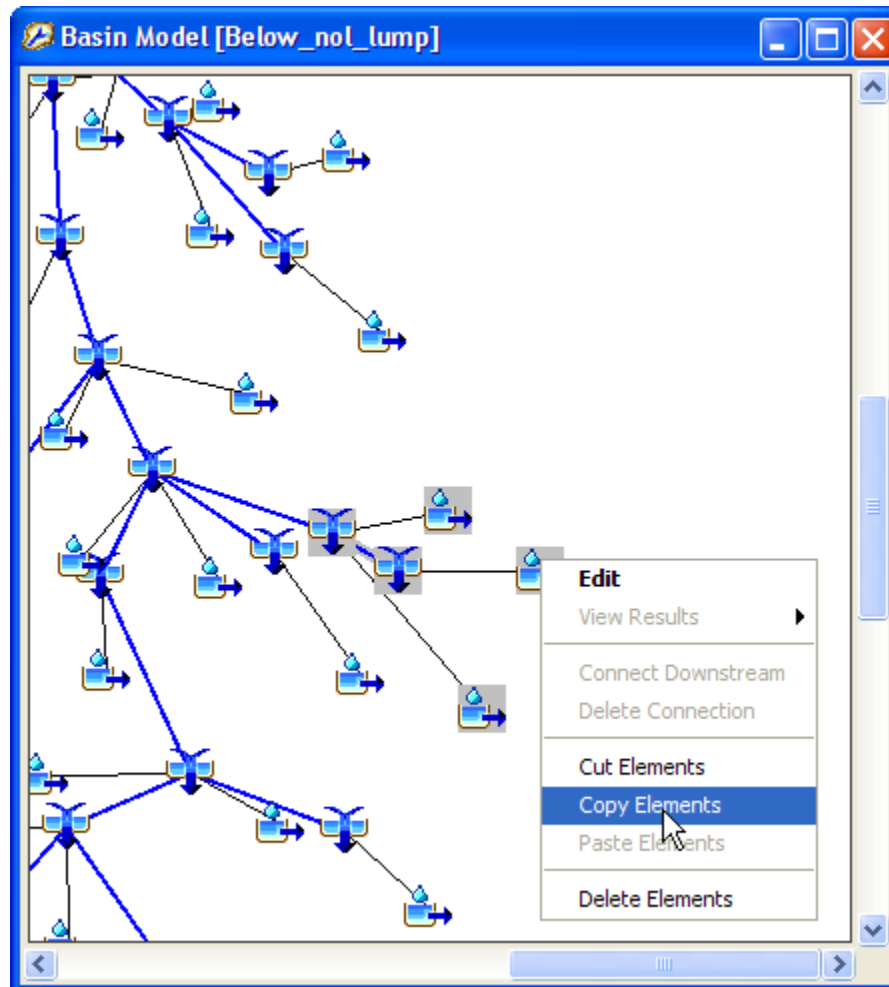 Basin Model [Below_nol_lump]
Edit
View Results
Connect Downstream
Delete Connection
Cut Elements
Copy Elements
Paste Elements
Delete Elements